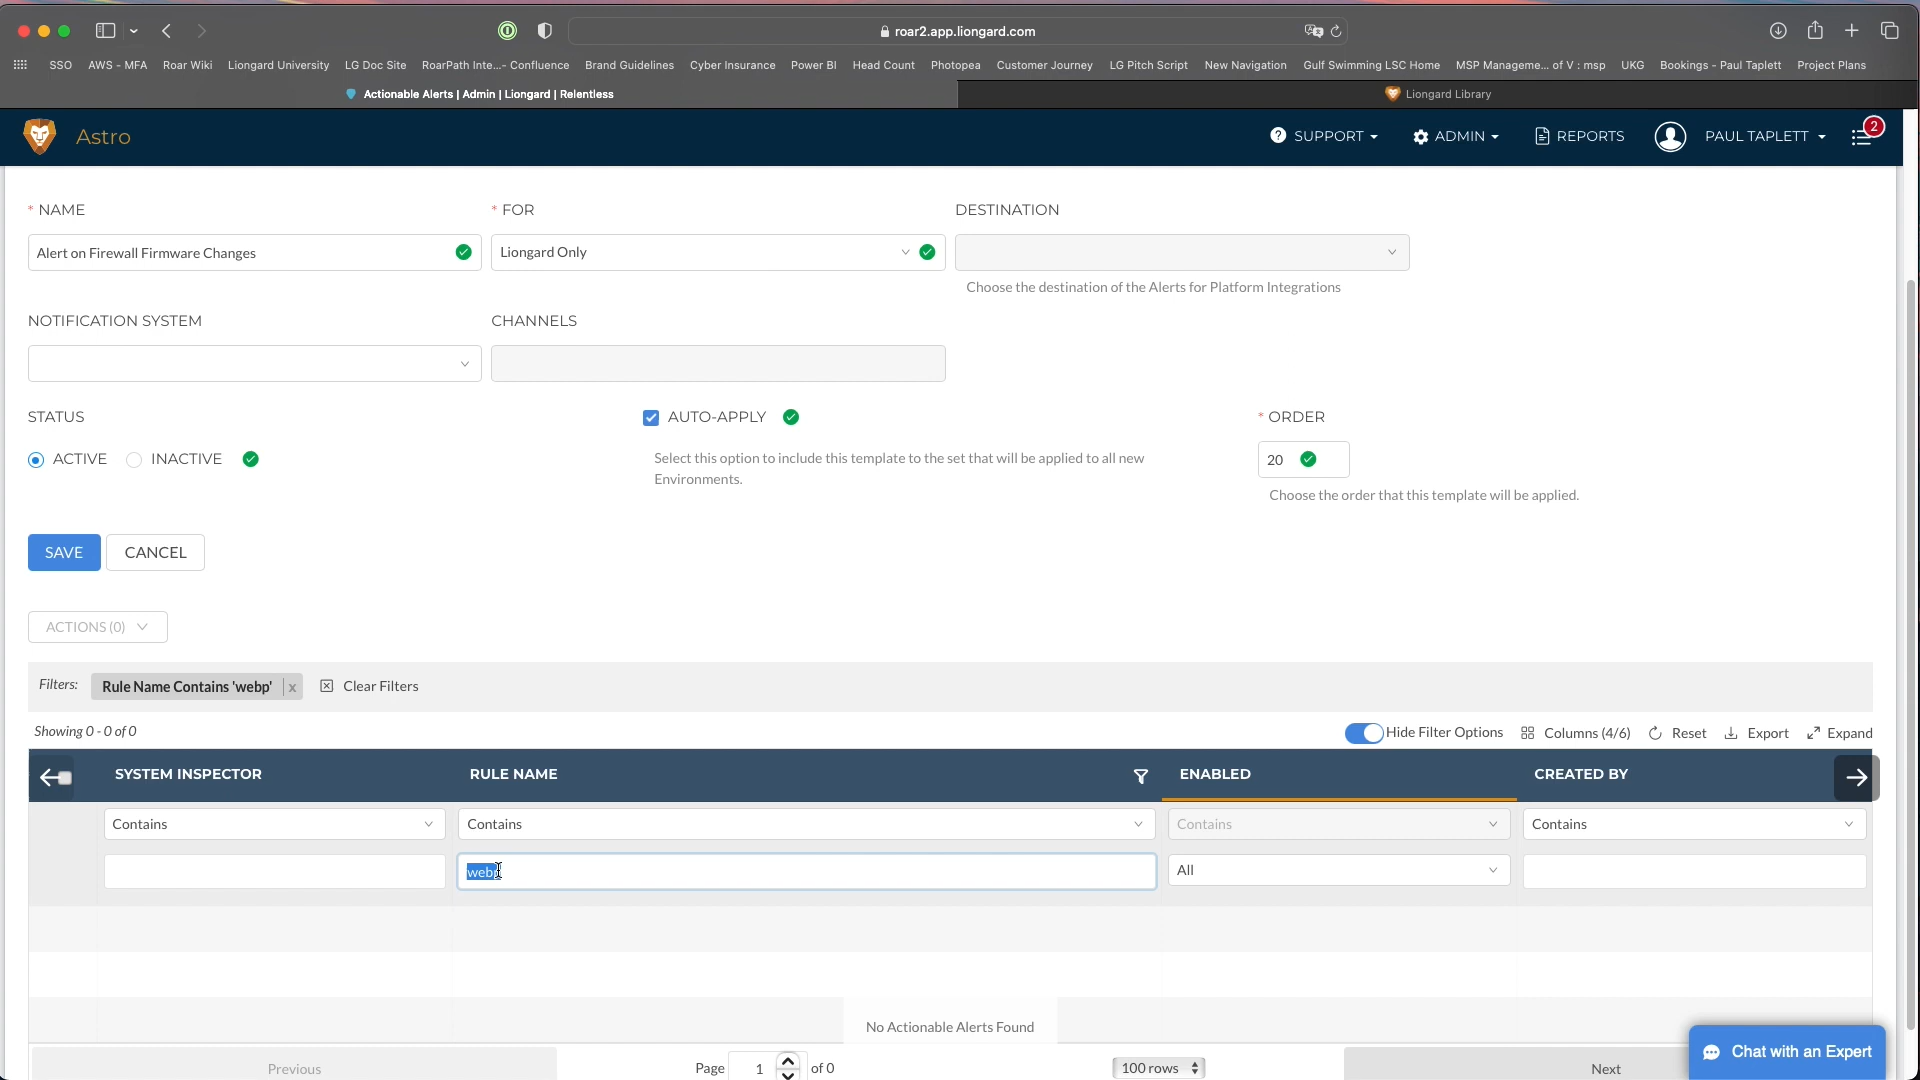 roar2.app.liongard.com
SSO AWS - MFA Roar Wiki Liongard University LG Doc Site RoarPath Inte...- Confluence Brand Guidelines Cyber Insurance Power BI Head Count Photopea Customer Journey LG Pitch Script New Navigation Gulf Swimming LSC Home MSP Manageme... of V : msp UKG Bookings - Paul Taplett Project Plans
Actionable Alerts | Admin | Liongard | Relentless Liongard Library
Astro SUPPORT ADMIN REPORTS PAUL TAPLETT 2
* NAME * FOR DESTINATION
Alert on Firewall Firmware Changes Liongard Only
Choose the destination of the Alerts for Platform Integrations
NOTIFICATION SYSTEM CHANNELS
STATUS AUTO-APPLY * ORDER
ACTIVE INACTIVE 20
Select this option to include this template to the set that will be applied to all new
Environments.
Choose the order that this template will be applied.
SAVE CANCEL
ACTIONS (0)
Filters: Rule Name Contains 'webp' x Clear Filters
Showing 0 - 0 of 0 Hide Filter Options Columns (4/6) Reset Export Expand
SYSTEM INSPECTOR RULE NAME ENABLED CREATED BY
Contains Contains Contains Contains
webp All
No Actionable Alerts Found
Previous Page 1 of 0 100 rows Next
Chat with an Expert